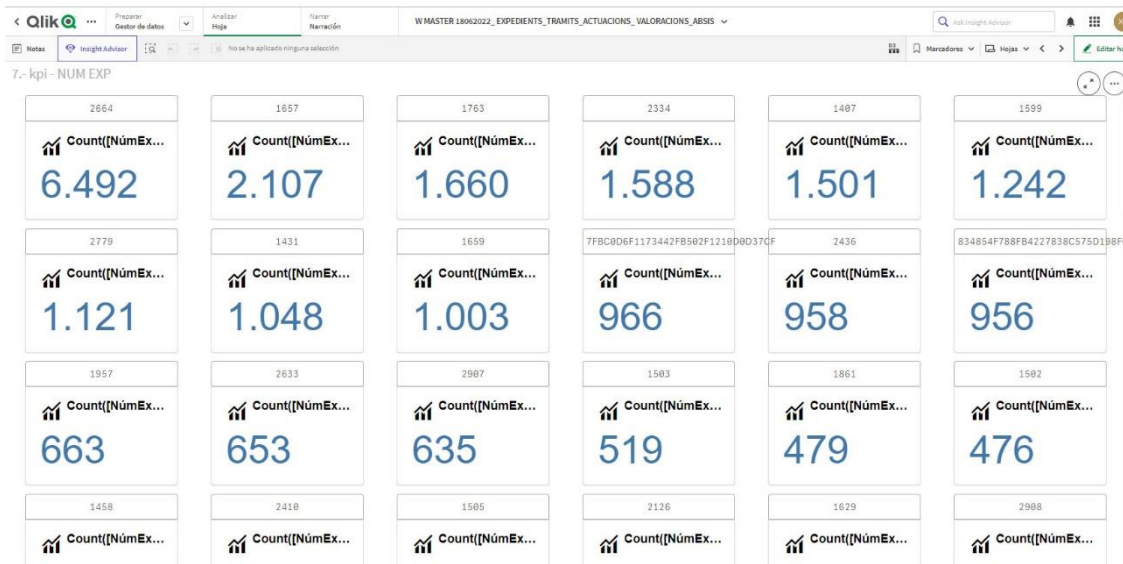 Qlik ... Preparar Analizar Narrar W MASTER 18062022_ EXPEDIENTS_TRAMITS_ACTUACIONS_ VALORACIONS_ABSIS Ask Insight Advisor
Gestor de datos Hoja Narración
Notas Insight Advisor No se ha aplicado ninguna selección Marcadores Hojas Editar ho
7.- kpi - NUM EXP
2664 1657 1763 2334 1407 1599
Count([NúmEx... Count([NúmEx... Count([NúmEx... Count([NúmEx... Count([NúmEx... Count([NúmEx...
6.492 2.107 1.660 1.588 1.501 1.242
2779 1431 1659 7FBC0D6F1173442FB502F1210D0D37CF 2436
Count([NúmEx... Count([NúmEx... Count([NúmEx... Count([NúmEx... Count([NúmEx... Count([NúmEx...
1.121 1.048 1.003 966 958 956
1957 2633 2907 1503 1861 1502
Count([NúmEx... Count([NúmEx... Count([NúmEx... Count([NúmEx... Count([NúmEx... Count([NúmEx...
663 653 635 519 479 476
1458 2410 1505 2126 1629 2908
Count([NúmEx... Count([NúmEx... Count([NúmEx... Count([NúmEx... Count([NúmEx... Count([NúmEx...